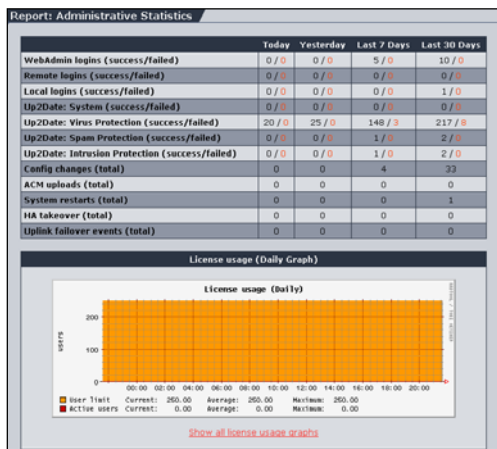 Report: Administrative Statistics
Today Yesterday Last 7 Days Last 30 Days
WebAdmin logins (success/failed) 0 / 0 0 / 0 5 / 0 10 / 0
Remote logins (success/failed) 0 / 0 0 / 0 0 / 0 0 / 0
Local logins (success/failed) 0 / 0 0 / 0 0 / 0 1 / 0
Up2Date: System (success/failed) 0 / 0 0 / 0 0 / 0 0 / 0
Up2Date: Virus Protection (success/failed) 20 / 0 25 / 0 148 / 3 217 / 8
Up2Date: Spam Protection (success/failed) 0 / 0 0 / 0 1 / 0 2 / 0
Up2Date: Intrusion Protection (success/failed) 0 / 0 0 / 0 1 / 0 2 / 0
Config changes (total) 0 0 4 33
ACM uploads (total) 0 0 0 0
System restarts (total) 0 0 0 1
HA takeover (total) 0 0 0 0
Uplink failover events (total) 0 0 0 0
License usage (Daily Graph)
License usage (Daily)
users
200
100
0
00:00 02:00 04:00 06:00 08:00 10:00 12:00 14:00 16:00 18:00 20:00
User limit Current: 250.00 Average: 250.00 Maximum: 250.00
Active users Current: 0.00 Average: 0.00 Maximum: 0.00
Show all license usage graphs